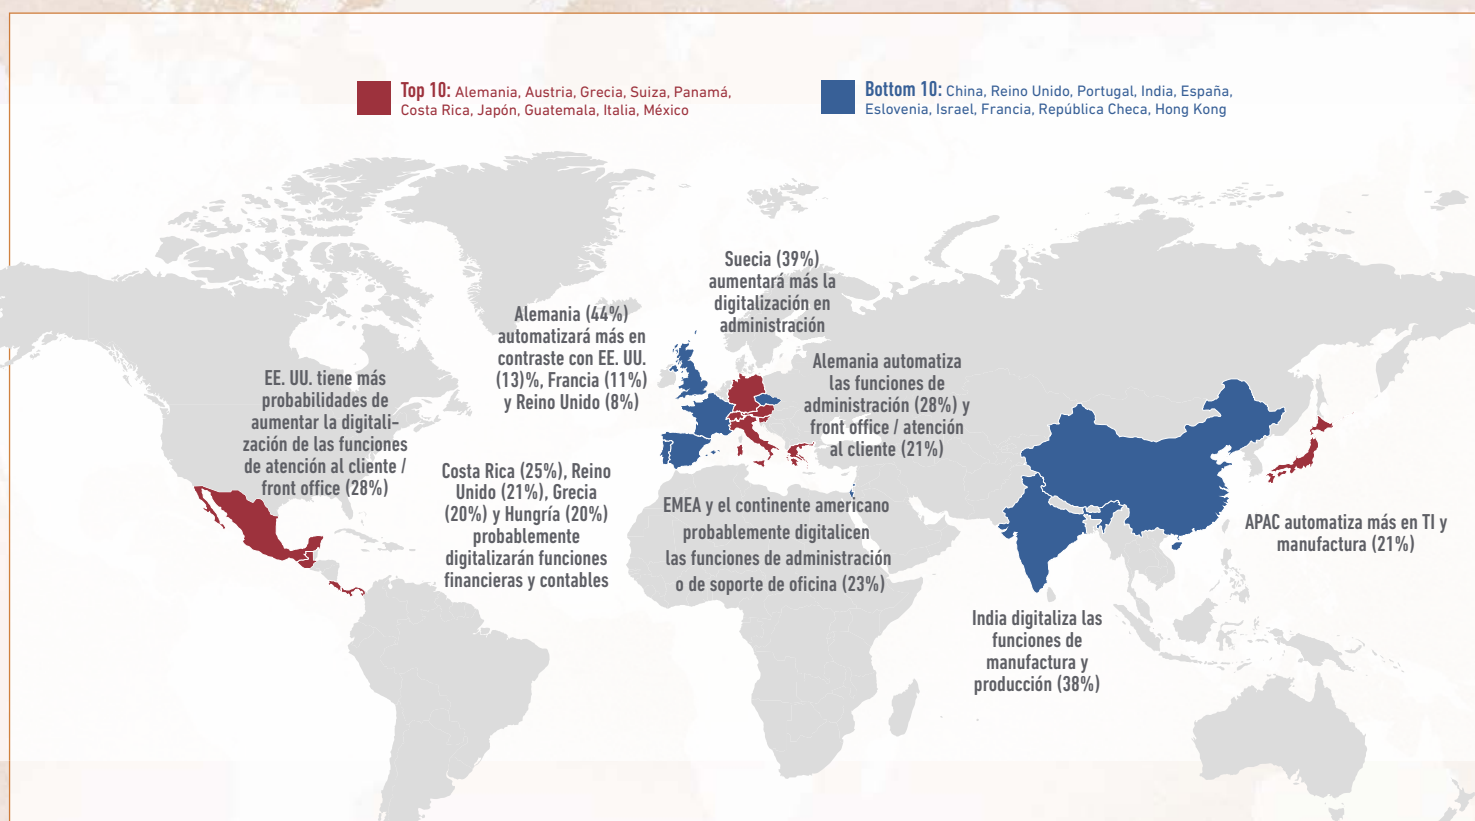 Top 10: Alemania, Austria, Grecia, Suiza, Panamá,
Costa Rica, Japón, Guatemala, Italia, México
Bottom 10: China, Reino Unido, Portugal, India, España,
Eslovenia, Israel, Francia, República Checa, Hong Kong
Suecia (39%)
aumentará más la
digitalización en
administración
Alemania (44%)
automatizará más en
contraste con EE. UU.
(13)%, Francia (11%)
y Reino Unido (8%)
Alemania automatiza
las funciones de
administración (28%) y
front office / atención
al cliente (21%)
EE. UU. tiene más
probabilidades de
aumentar la digitali-
zación de las funciones
de atención al cliente /
front office (28%)
Costa Rica (25%), Reino
Unido (21%), Grecia
(20%) y Hungría (20%)
probablemente
digitalizarán funciones
financieras y contables
EMEA y el continente americano
probablemente digitalicen
las funciones de administración
o de soporte de oficina (23%)
APAC automatiza más en TI y
manufactura (21%)
India digitaliza las
funciones de
manufactura y
producción (38%)